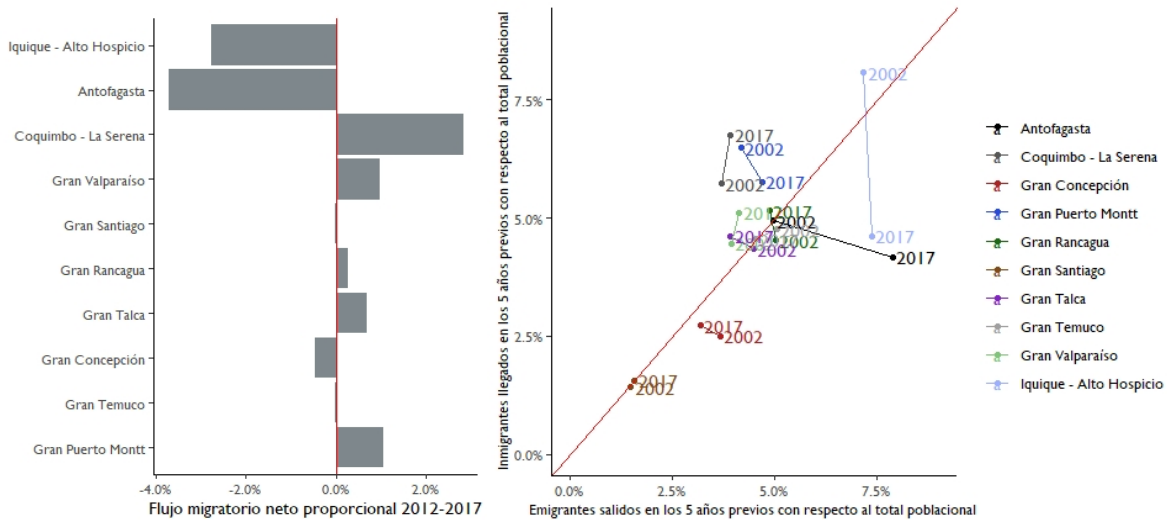 Iquique - Alto Hospicio
Antofagasta
Coquimbo - La Serena
Gran Valparaíso
Gran Santiago
Gran Rancagua
Gran Talca
Gran Concepción
Gran Temuco
Gran Puerto Montt
-4.0%
-2.0%
0.0%
2.0%
Flujo migratorio neto proporcional 2012-2017
Inmigrantes llegados en los 5 años previos con respecto al total poblacional
7.5%
5.0%
2.5%
0.0%
2002
2017
2002
2002
2017
2017
2017
2002
2017
2002
2002
2002
2017
2017
2002
2017
2002
0.0%
2.5%
5.0%
7.5%
Emigrantes salidos en los 5 años previos con respecto al total poblacional
Antofagasta
Coquimbo - La Serena
Gran Concepción
Gran Puerto Montt
Gran Rancagua
Gran Santiago
Gran Talca
Gran Temuco
Gran Valparaíso
Iquique - Alto Hospicio